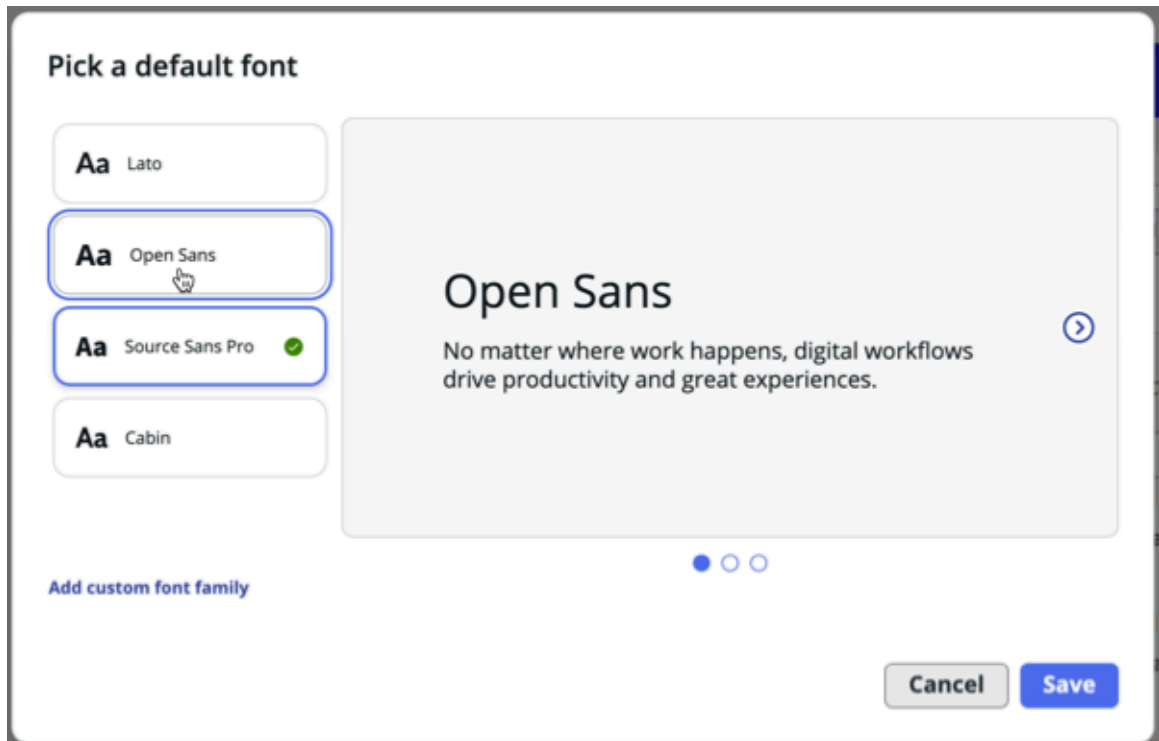 Pick a default font
Aa Lato
Aa Open Sans
Aa Source Sans Pro
Aa Cabin
Add custom font family
Open Sans
No matter where work happens, digital workflows
drive productivity and great experiences.
Cancel Save